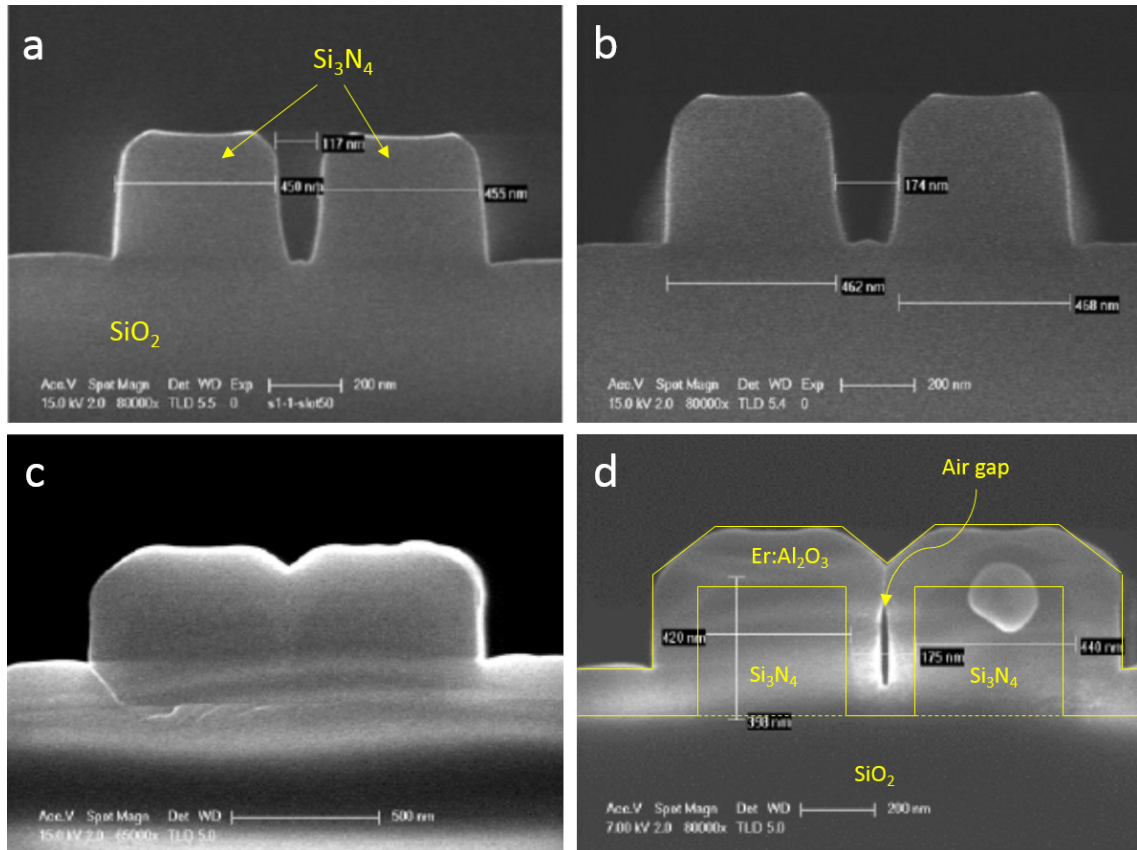 a
Si3N4
117 nm
450 nm
455 nm
SiO2
Acc.V Spot Magn Det WD Exp 200 nm
15.0 kV 2.0 80000x TLD 5.5 0 s1-1-slot50
b
174 nm
462 nm
468 nm
Acc.V Spot Magn Det WD Exp 200 nm
15.0 kV 2.0 80000x TLD 5.4 0
c
Acc.V Spot Magn Det WD 500 nm
15.0 kV 2.0 65000x TLD 5.0
d
Air gap
Er:Al2O3
420 nm
175 nm
440 nm
Si3N4
Si3N4
398 nm
SiO2
Acc.V Spot Magn Det WD 200 nm
7.00 kV 2.0 80000x TLD 5.0